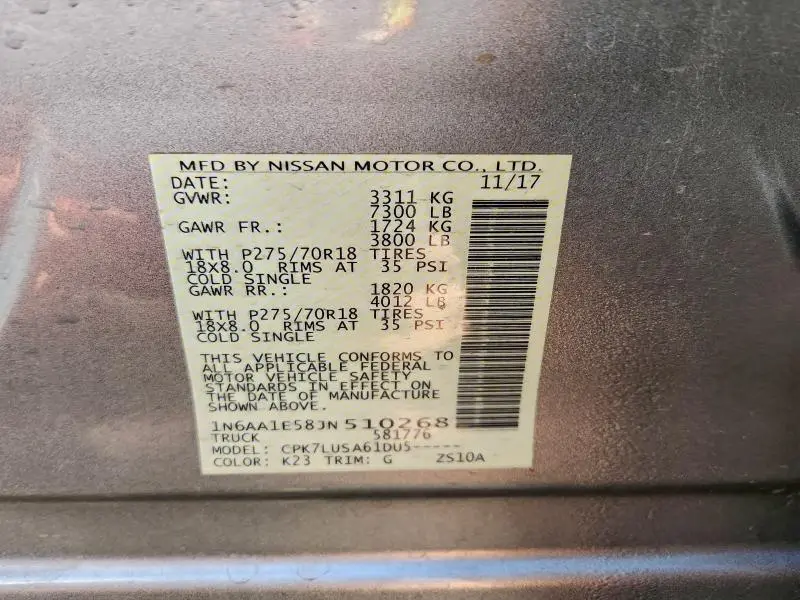 MFD BY NISSAN MOTOR CO., LTD.
DATE: 11/17
GVWR: 3311 KG
7300 LB
GAWR FR.: 1724 KG
3800 LB
WITH P275/70R18 TIRES
18X8.0 RIMS AT 35 PSI
COLD SINGLE
GAWR RR.: 1820 KG
4012 LB
WITH P275/70R18 TIRES
18X8.0 RIMS AT 35 PSI
COLD SINGLE
THIS VEHICLE CONFORMS TO
ALL APPLICABLE FEDERAL
MOTOR VEHICLE SAFETY
STANDARDS IN EFFECT ON
THE DATE OF MANUFACTURE
SHOWN ABOVE.
1N6AA1E58JN510268
TRUCK 581776
MODEL: CPK7LUSA61DU5-----
COLOR: K23 TRIM: G ZS10A